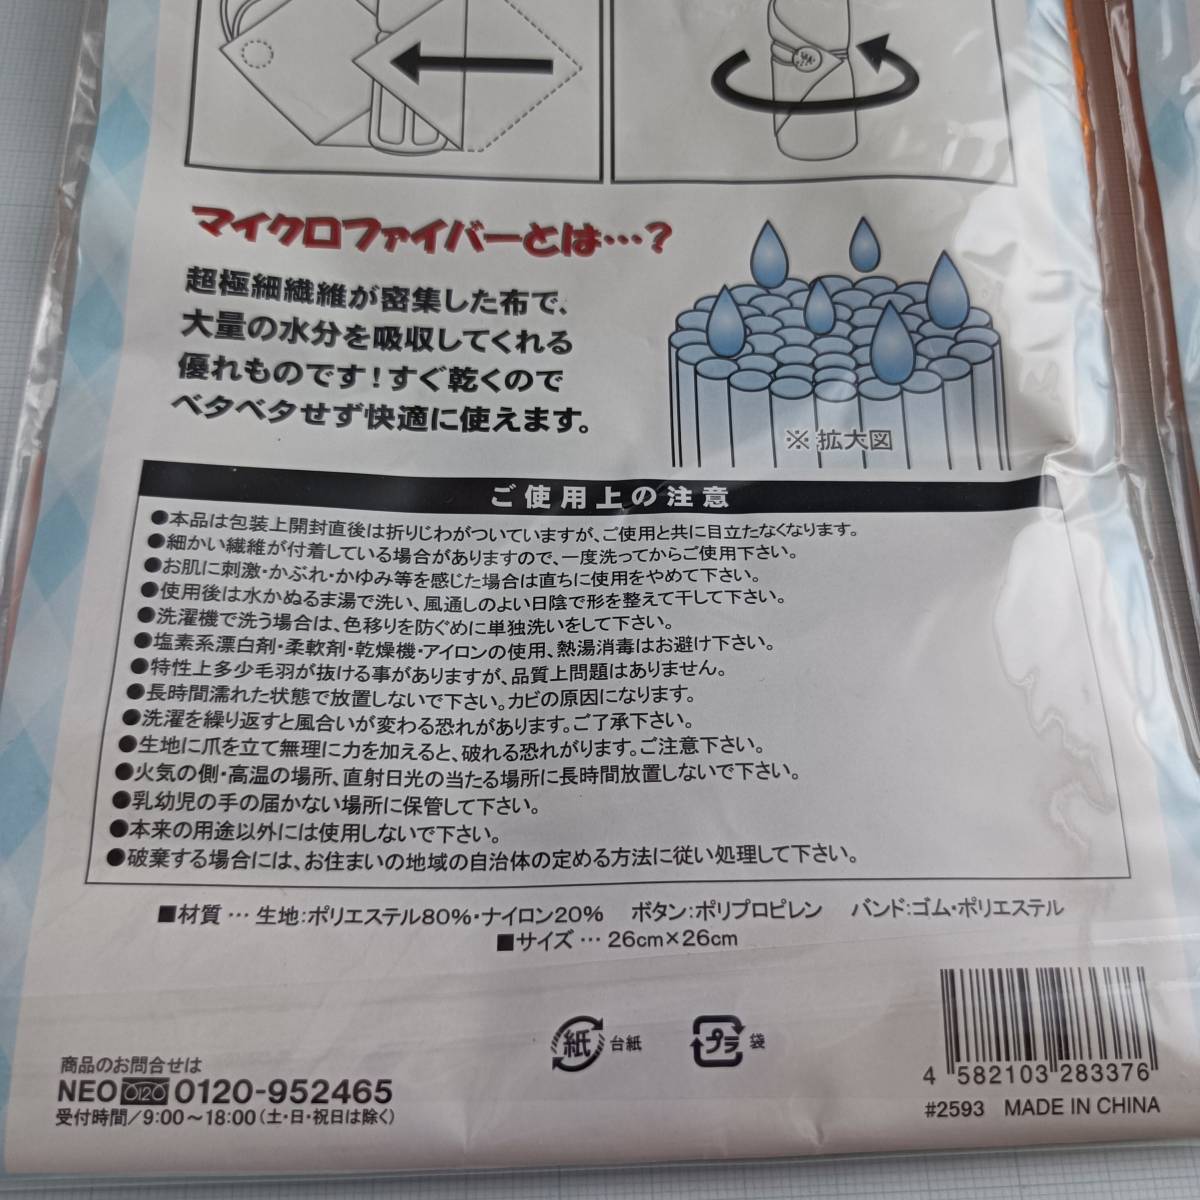 マイクロファイバーとは…?
超極細繊維が密集した布で、
大量の水分を吸収してくれる
優れものです!すぐ乾くので
ベタベタせず快適に使えます。
※拡大図
ご使用上の注意
●本品は包装上開封直後は折りじわがついていますが、ご使用と共に目立たなくなります。
●細かい繊維が付着している場合がありますので、一度洗ってからご使用下さい。
●お肌に刺激・かぶれ・かゆみ等を感じた場合は直ちに使用をやめて下さい。
●使用後は水かぬるま湯で洗い、風通しのよい日陰で形を整えて干して下さい。
●洗濯機で洗う場合は、色移りを防ぐめに単独洗いをして下さい。
●塩素系漂白剤・柔軟剤・乾燥機・アイロンの使用、熱湯消毒はお避け下さい。
●特性上多少毛羽が抜ける事がありますが、品質上問題はありません。
●長時間濡れた状態で放置しないで下さい。カビの原因になります。
●洗濯を繰り返すと風合いが変わる恐れがあります。ご了承下さい。
●生地に爪を立て無理に力を加えると、破れる恐れがります。ご注意下さい。
●火気の側・高温の場所、直射日光の当たる場所に長時間放置しないで下さい。
●乳幼児の手の届かない場所に保管して下さい。
●本来の用途以外には使用しないで下さい。
●破棄する場合には、お住まいの地域の自治体の定める方法に従い処理して下さい。
■材質…生地:ポリエステル80%・ナイロン20% ボタン:ポリプロピレン バンド:ゴム・ポリエステル
■サイズ…26cm×26cm
紙 台紙 プラ 袋
商品のお問合せは
NEO 0120 0120-952465
受付時間/9:00~18:00(土・日・祝日は除く)
4 582103 283376
#2593 MADE IN CHINA